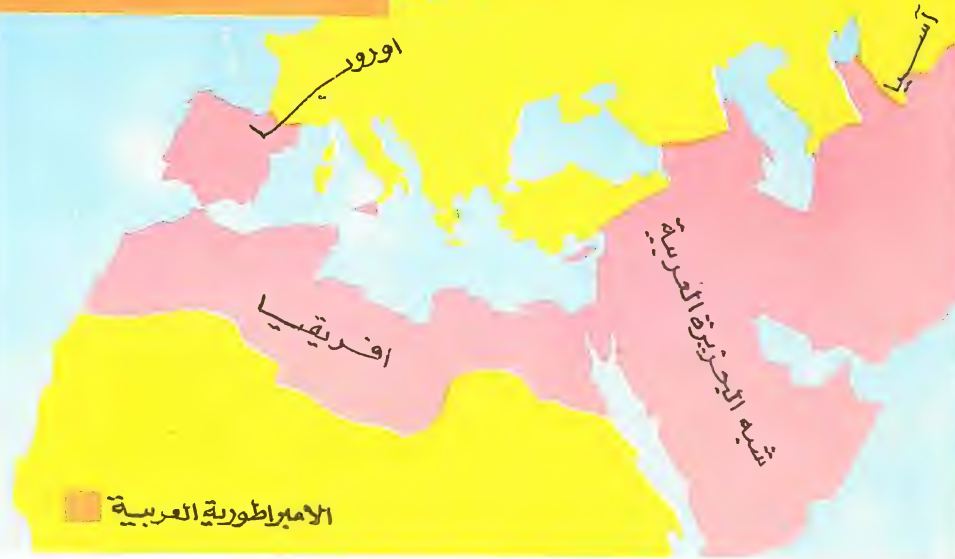 اوروبا
آسيا
شبه الجزيرة العربية
افريقيا
الامبراطورية العربية